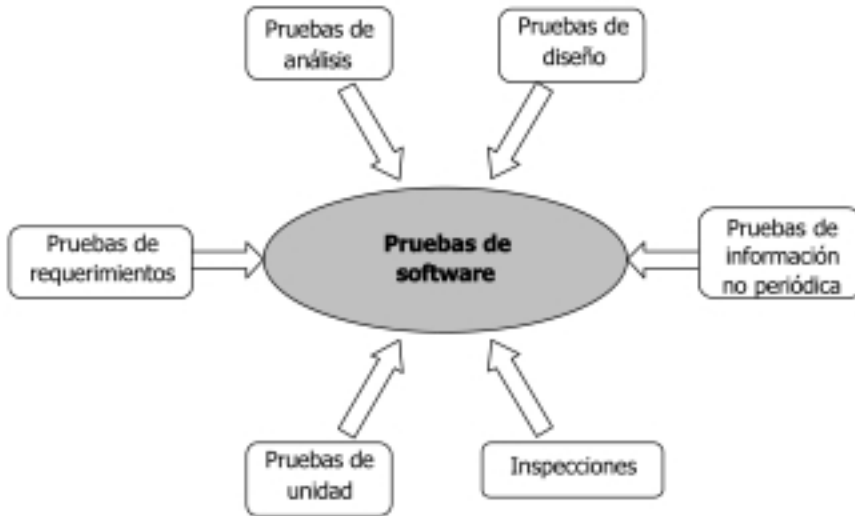 Pruebas de
análisis
Pruebas de
diseño
Pruebas de
requerimientos
Pruebas de
software
Pruebas de
información
no periódica
Pruebas de
unidad
Inspecciones